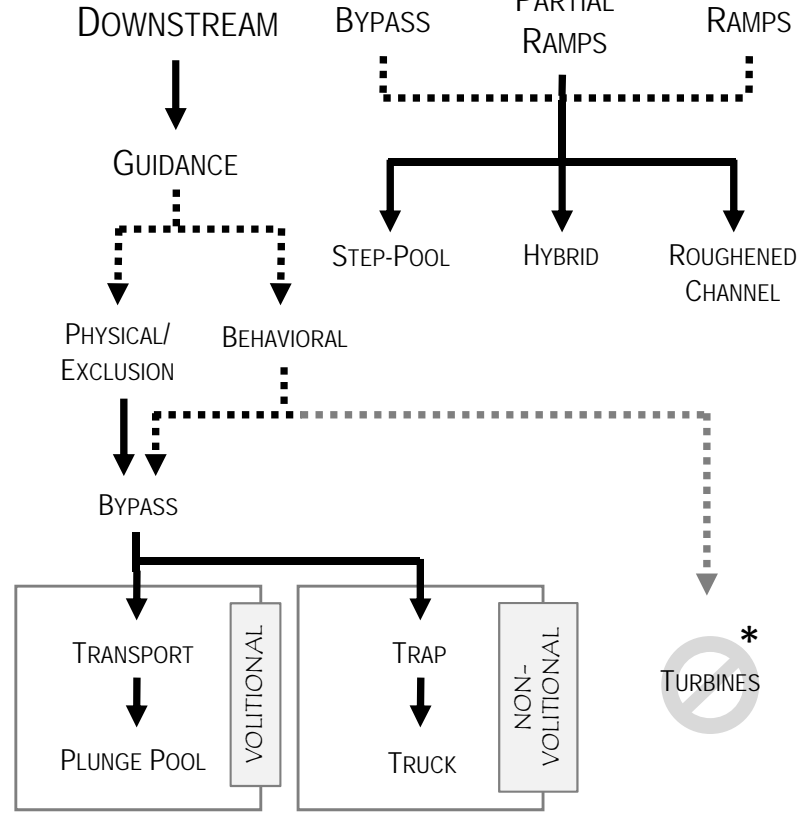 DOWNSTREAM
BYPASS
PARTIAL
RAMPS
RAMPS
GUIDANCE
STEP-POOL
HYBRID
ROUGHENED
CHANNEL
PHYSICAL/
EXCLUSION
BEHAVIORAL
BYPASS
TRANSPORT
PLUNGE POOL
VOLITIONAL
TRAP
TRUCK
NON-
VOLITIONAL
*
TURBINES